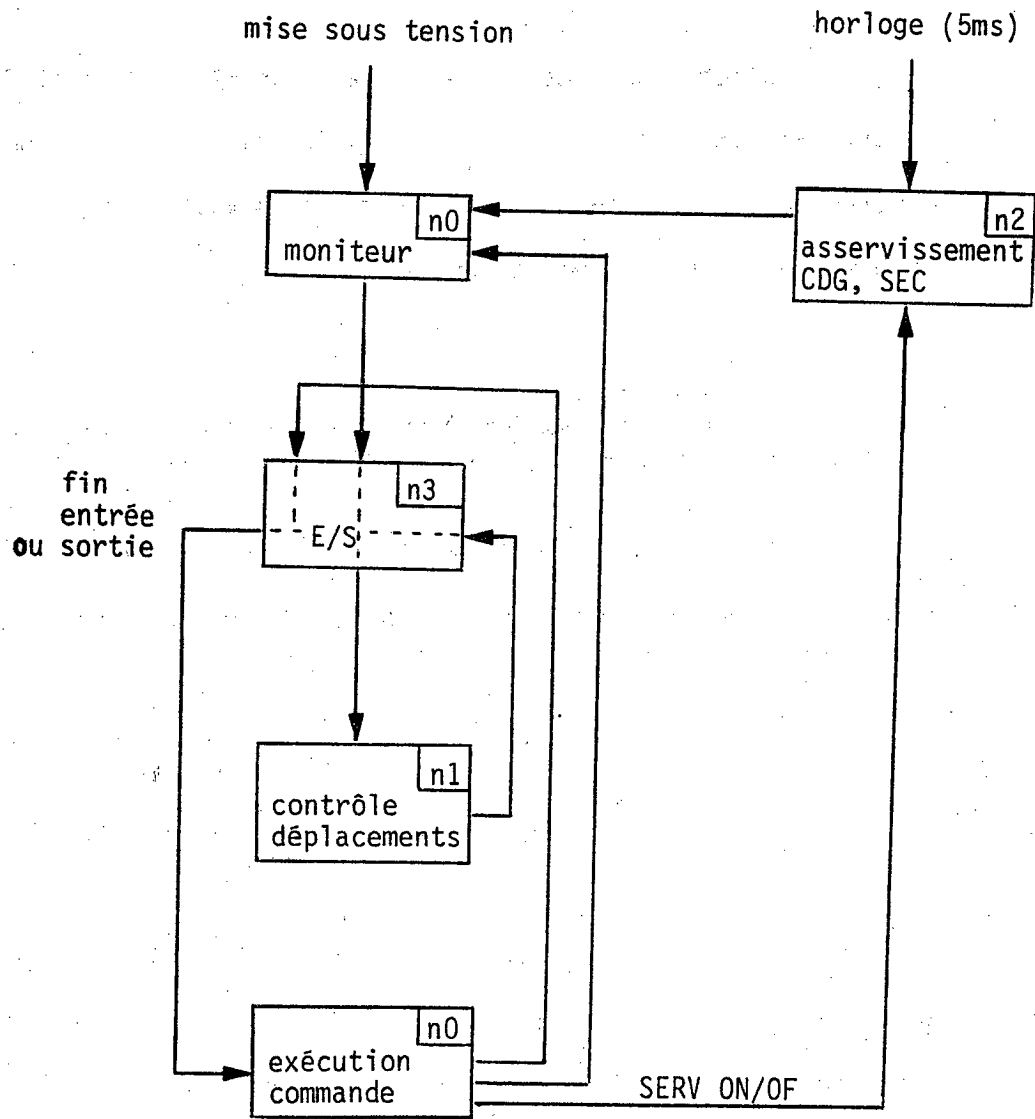 mise sous tension
horloge (5ms)
n0
moniteur
n2
asservissement
CDG, SEC
fin
entrée
ou sortie
n3
E/S
n1
contrôle
déplacements
n0
exécution
commande
SERV ON/OF